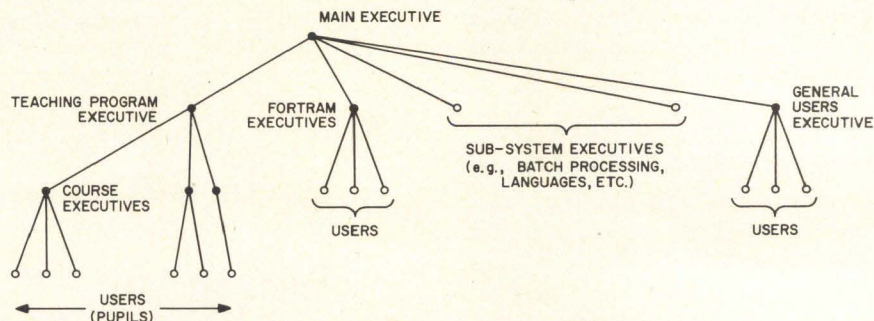 MAIN EXECUTIVE
TEACHING PROGRAM
EXECUTIVE
FORTRAM
EXECUTIVES
GENERAL
USERS
EXECUTIVE
SUB-SYSTEM EXECUTIVES
(e.g., BATCH PROCESSING,
LANGUAGES, ETC.)
COURSE
EXECUTIVES
USERS
USERS
USERS
(PUPILS)